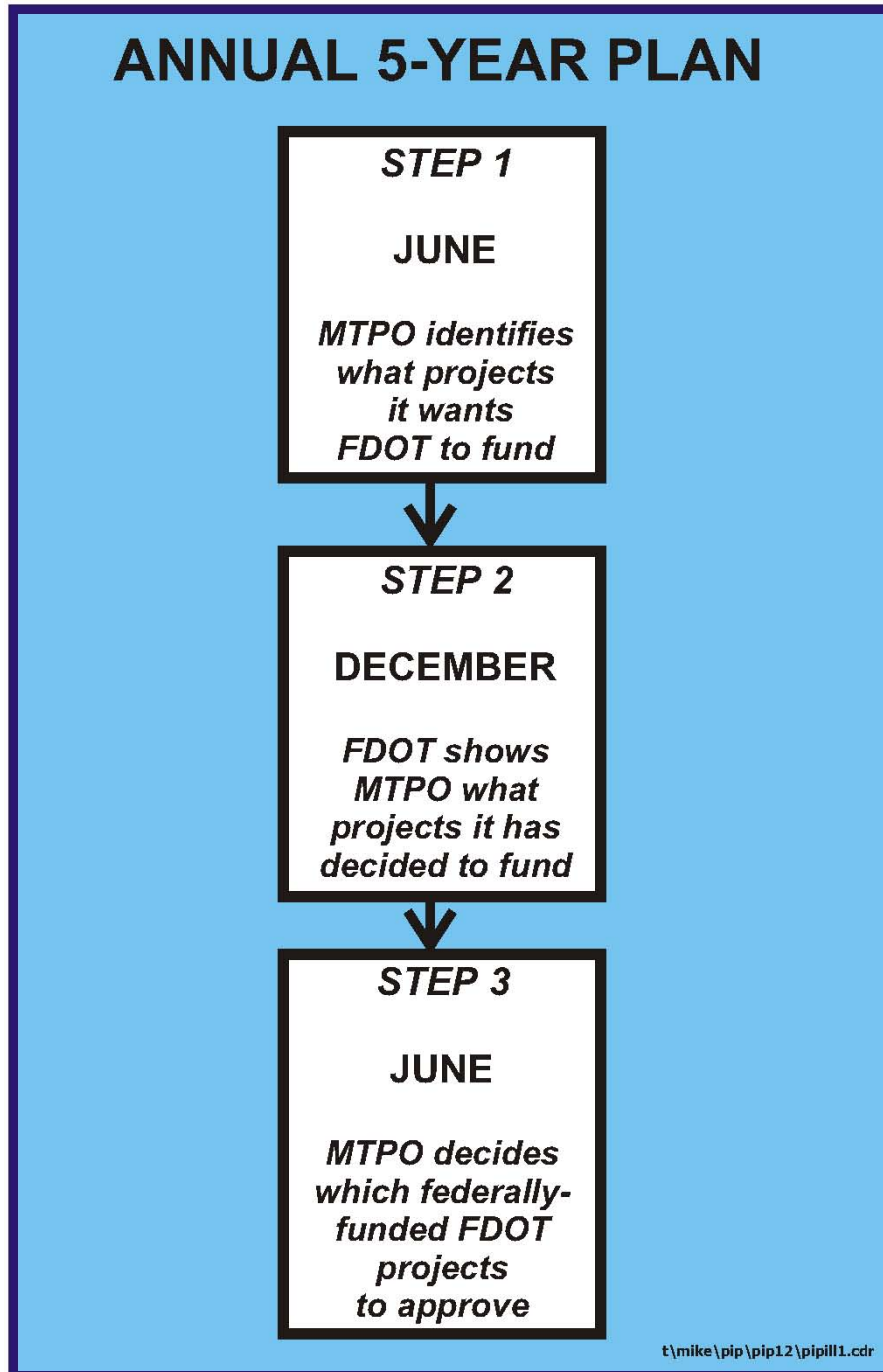 ANNUAL 5-YEAR PLAN
STEP 1
JUNE
MTPO identifies
what projects
it wants
FDOT to fund
STEP 2
DECEMBER
FDOT shows
MTPO what
projects it has
decided to fund
STEP 3
JUNE
MTPO decides
which federally-
funded FDOT
projects
to approve
t\mike\pip\pip12\pipill1.cdr